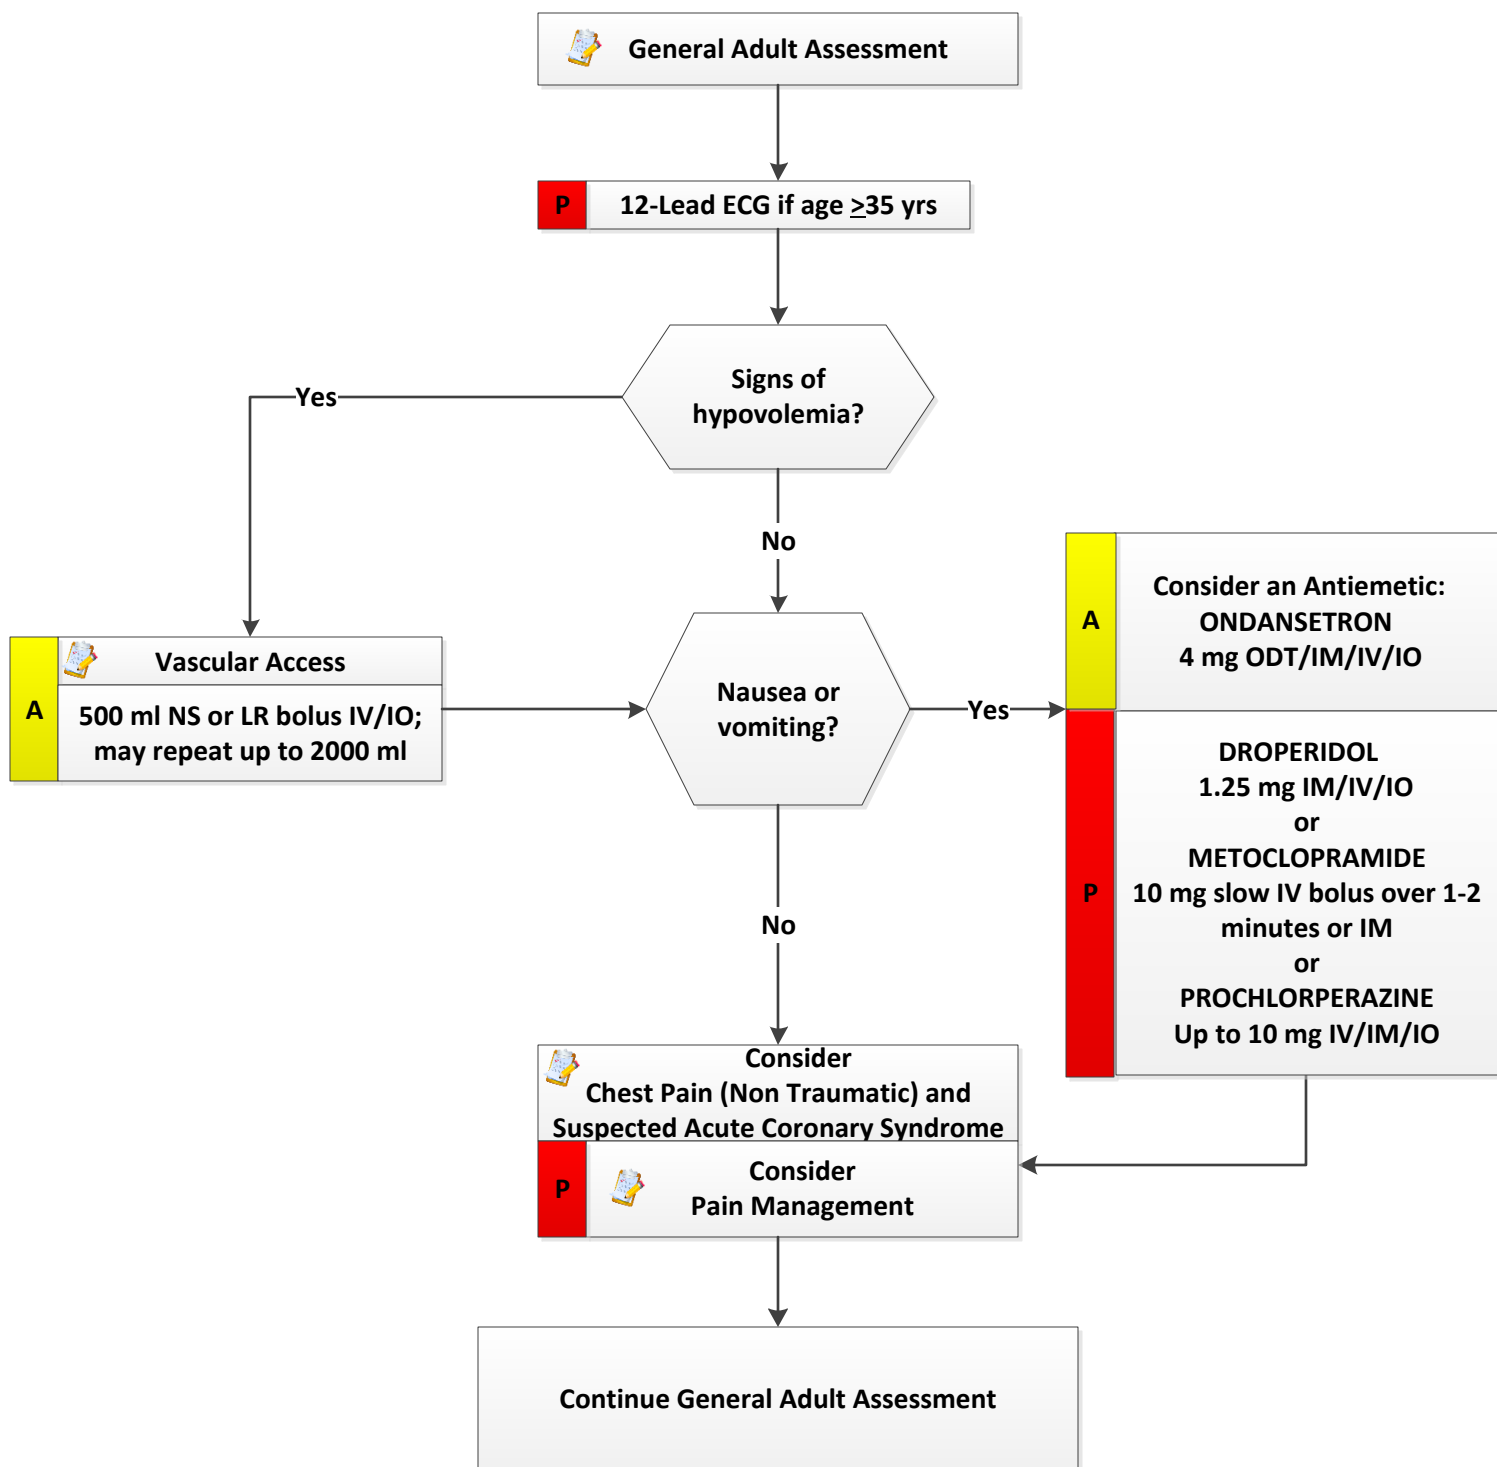 General Adult Assessment
P
12-Lead ECG if age ≥35 yrs
Signs of
hypovolemia?
Yes
No
A
Vascular Access
500 ml NS or LR bolus IV/IO;
may repeat up to 2000 ml
Nausea or
vomiting?
Yes
No
A
Consider an Antiemetic:
ONDANSETRON
4 mg ODT/IM/IV/IO
P
DROPERIDOL
1.25 mg IM/IV/IO
or
METOCLOPRAMIDE
10 mg slow IV bolus over 1-2
minutes or IM
or
PROCHLORPERAZINE
Up to 10 mg IV/IM/IO
Consider
Chest Pain (Non Traumatic) and
Suspected Acute Coronary Syndrome
P
Consider
Pain Management
Continue General Adult Assessment